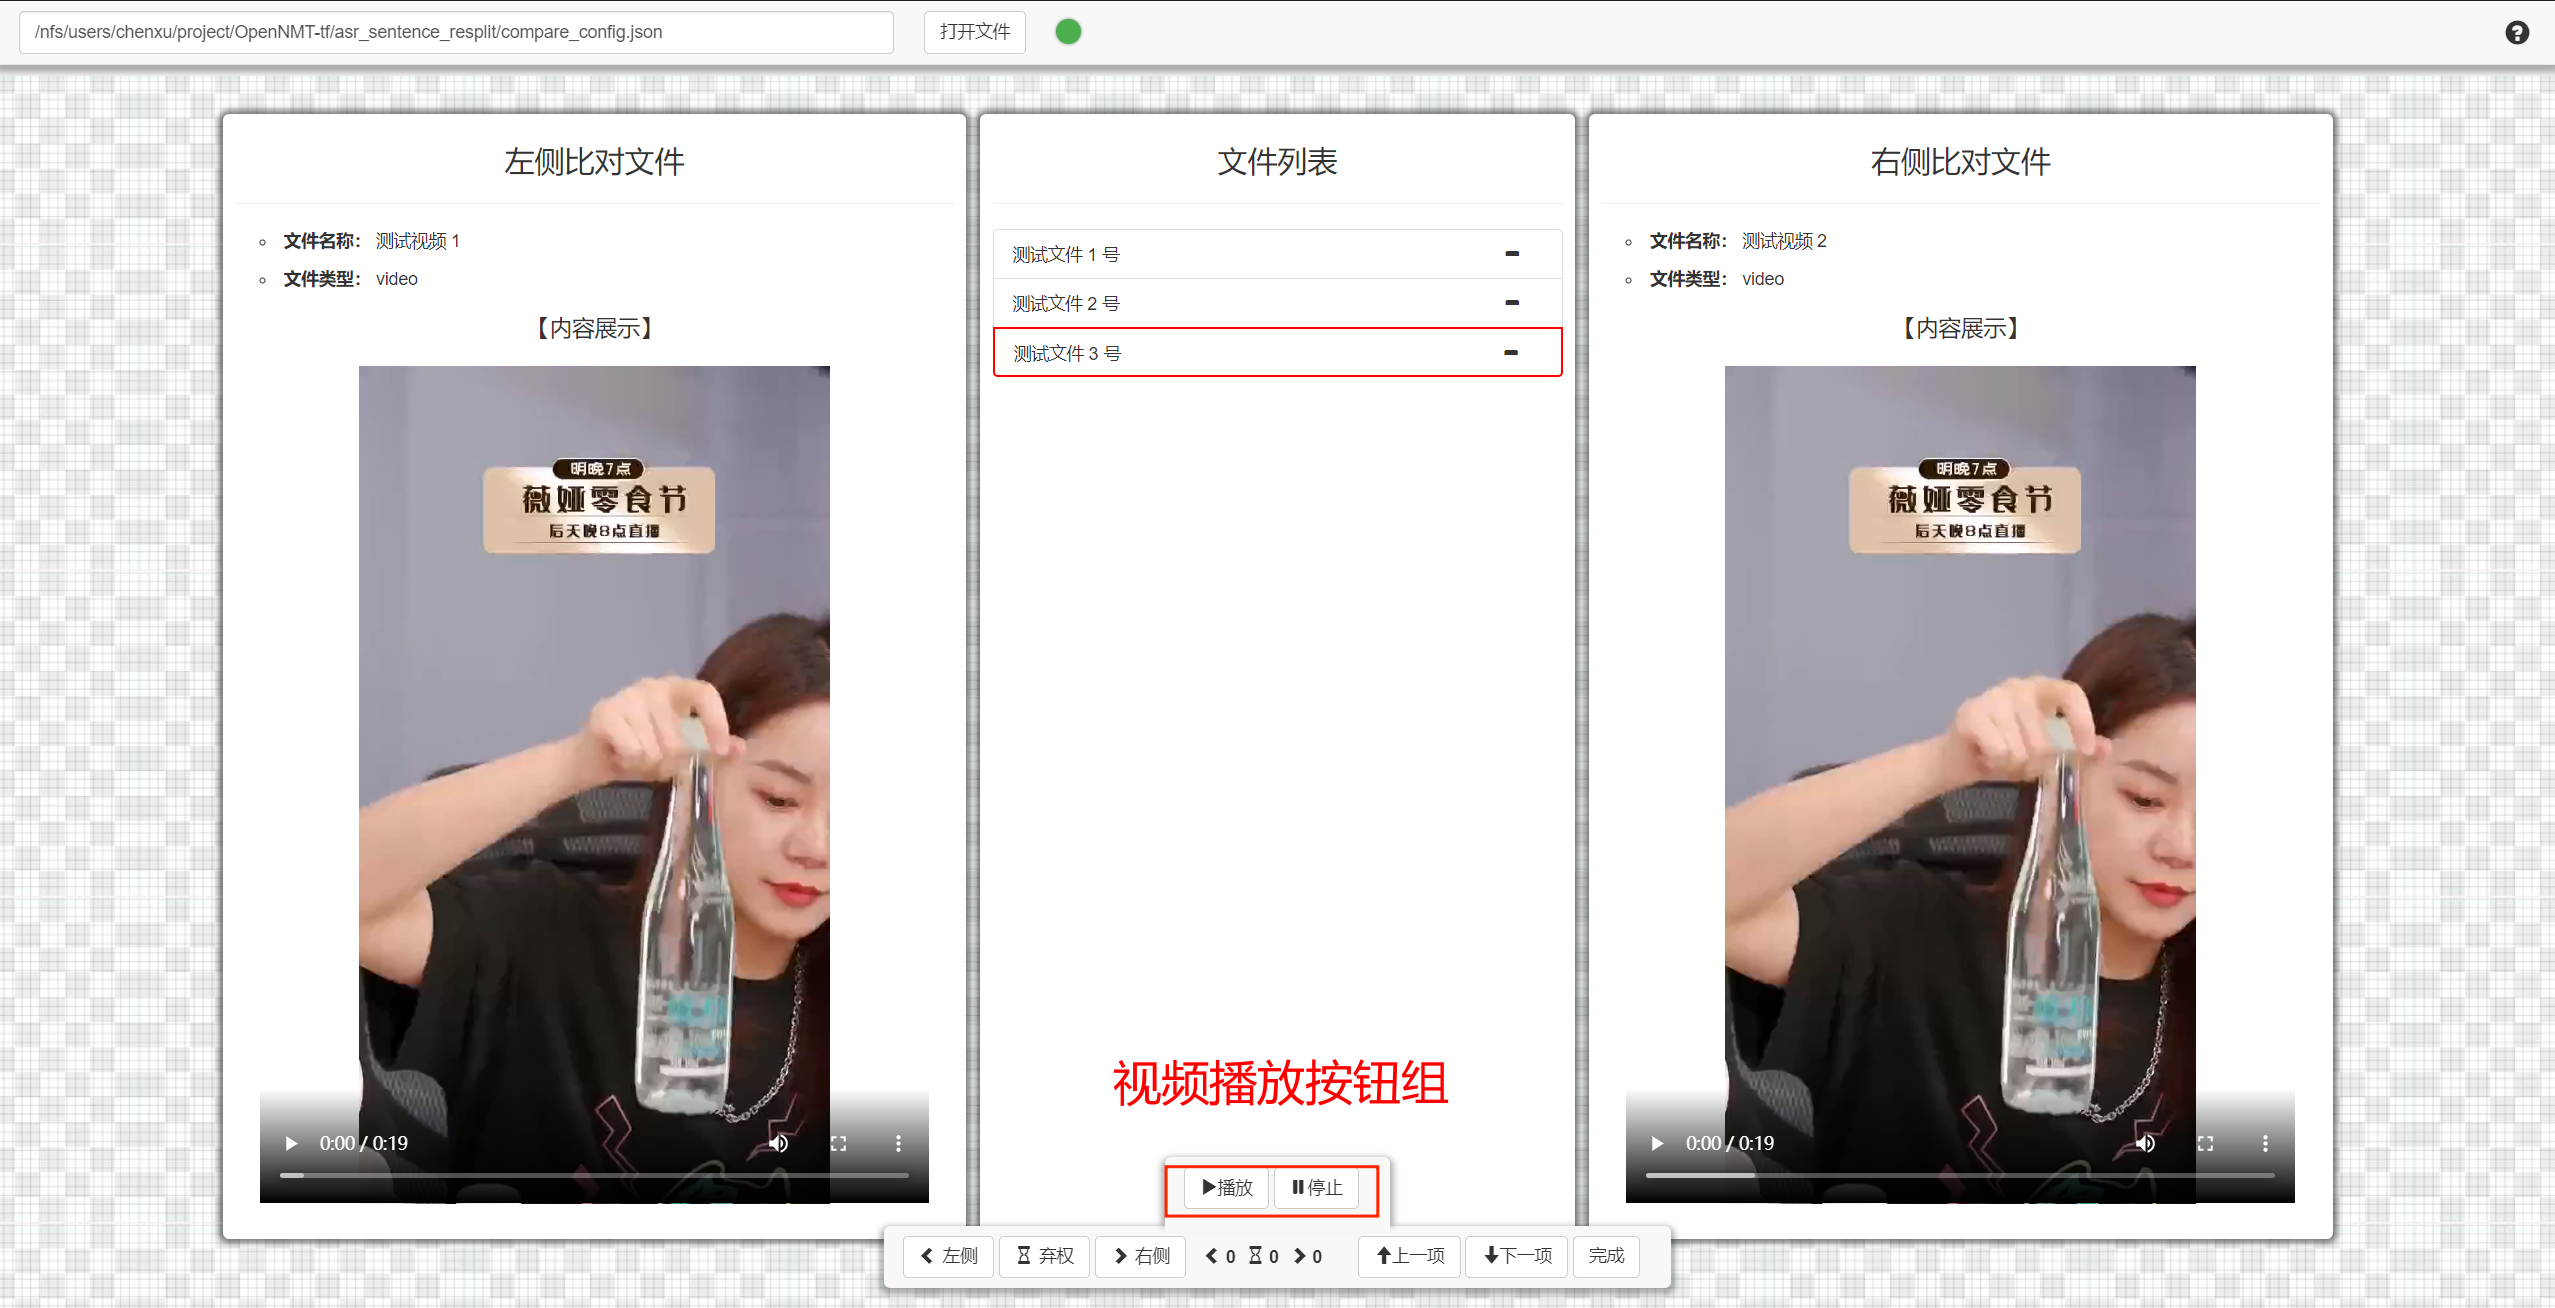 /nfs/users/chenxu/project/OpenNMT-tf/asr_sentence_resplit/compare_config.json
打开文件
左侧比对文件
文件名称： 测试视频 1
文件类型： video
【内容展示】
明晚7点
薇娅零食节
后天晚8点直播
0:00 / 0:19
文件列表
测试文件 1 号
测试文件 2 号
测试文件 3 号
视频播放按钮组
播放 停止
右侧比对文件
文件名称： 测试视频 2
文件类型： video
【内容展示】
明晚7点
薇娅零食节
后天晚8点直播
0:00 / 0:19
左侧 弃权 右侧 0 0 0 上一项 下一项 完成